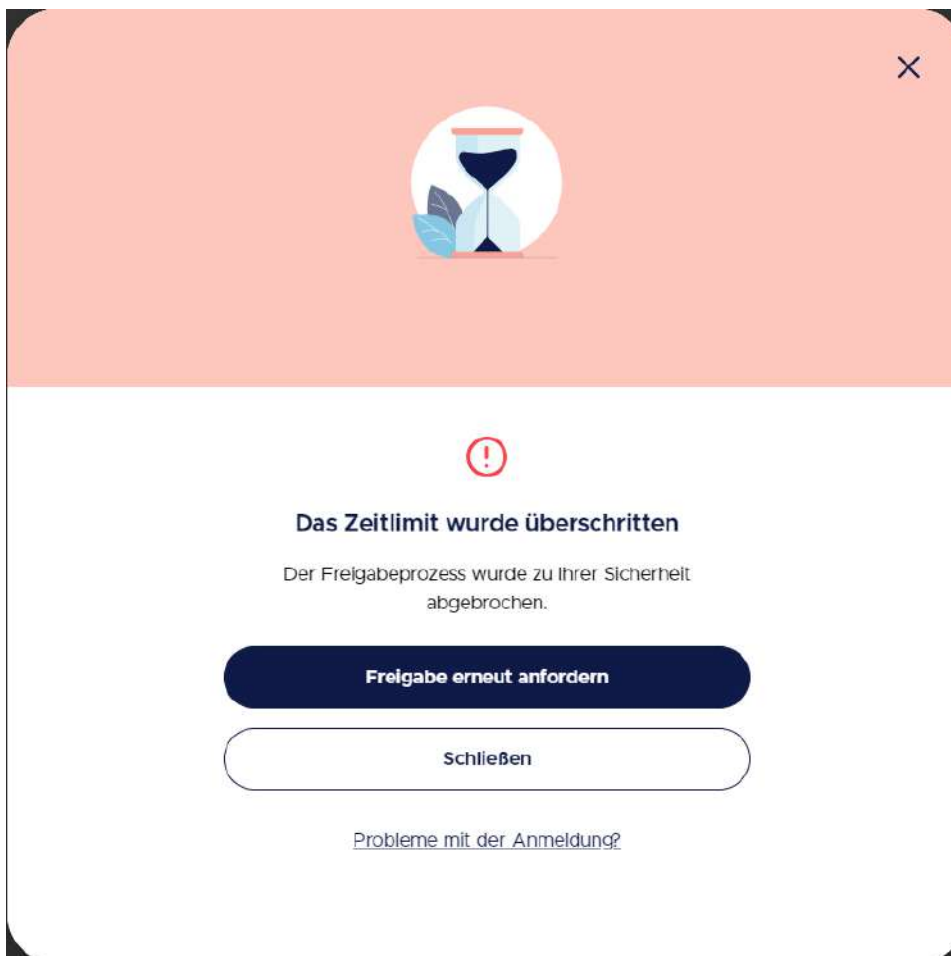 Das Zeitlimit wurde überschritten
Der Freigabeprozess wurde zu Ihrer Sicherheit
abgebrochen.
Freigabe erneut anfordern
Schließen
Probleme mit der Anmeldung?